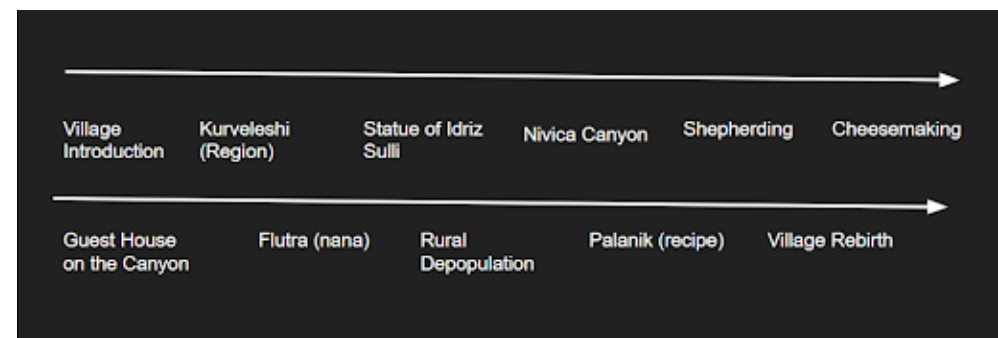 Village Introduction
Kurveleshi (Region)
Statue of Idriz Sulli
Nivica Canyon
Shepherding
Cheesemaking
Guest House on the Canyon
Flutra (nana)
Rural Depopulation
Palanik (recipe)
Village Rebirth